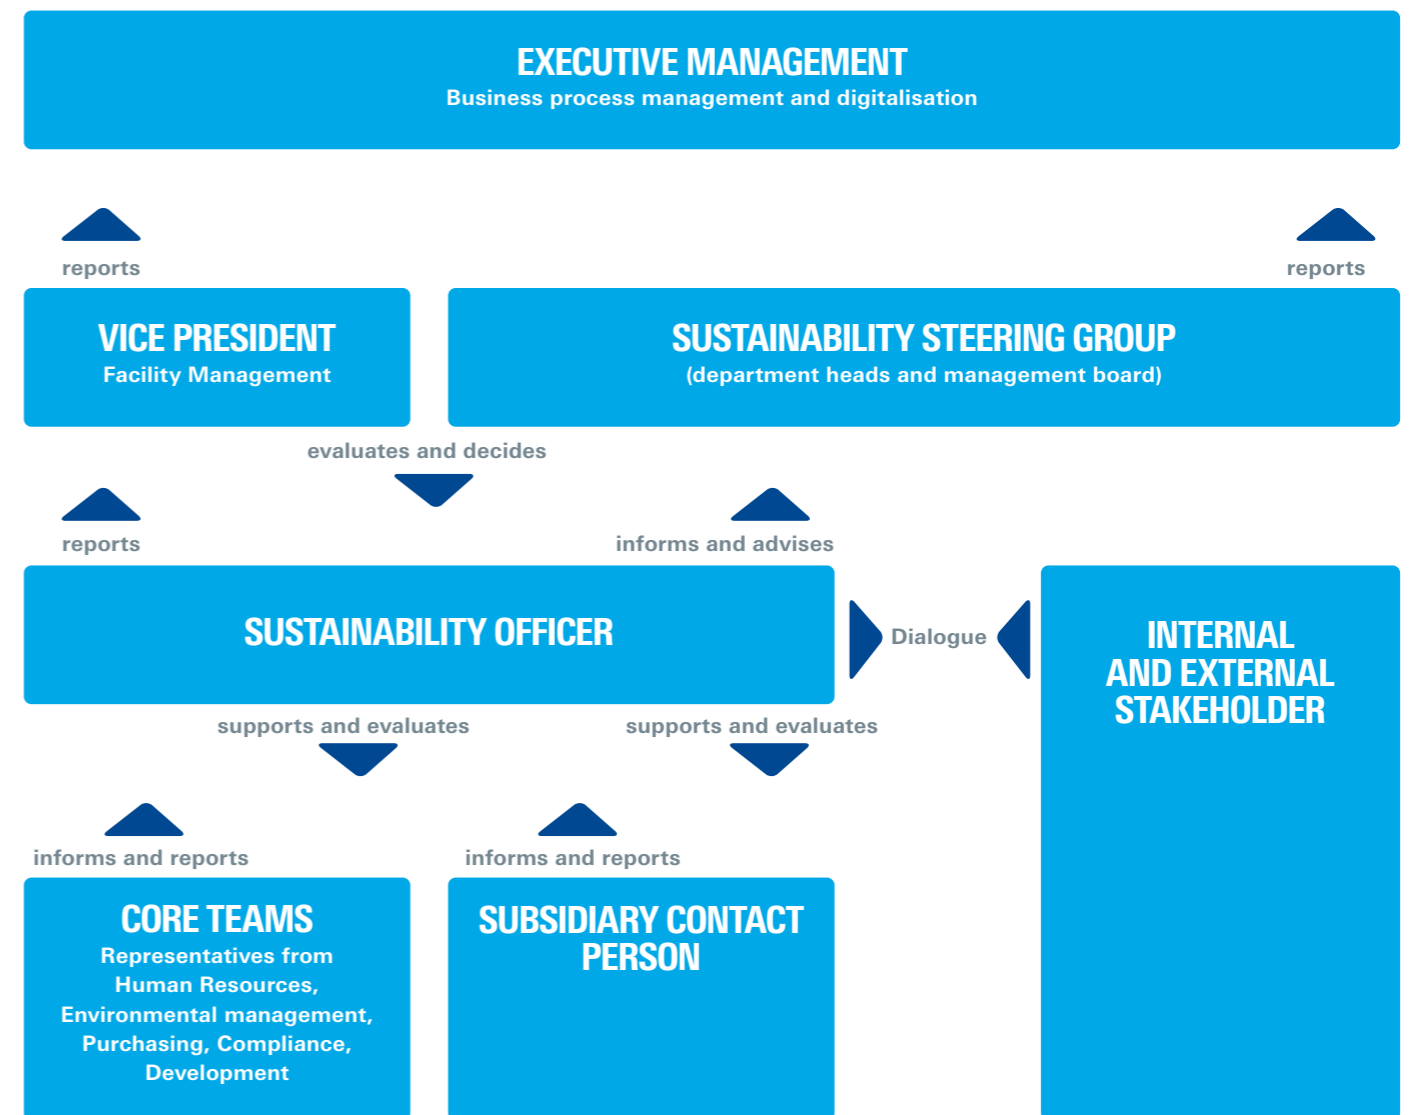 EXECUTIVE MANAGEMENT
Business process management and digitalisation
reports
reports
VICE PRESIDENT
Facility Management
SUSTAINABILITY STEERING GROUP
(department heads and management board)
evaluates and decides
reports
informs and advises
SUSTAINABILITY OFFICER
Dialogue
INTERNAL
AND EXTERNAL
STAKEHOLDER
supports and evaluates
supports and evaluates
informs and reports
informs and reports
CORE TEAMS
Representatives from
Human Resources,
Environmental management,
Purchasing, Compliance,
Development
SUBSIDIARY CONTACT
PERSON